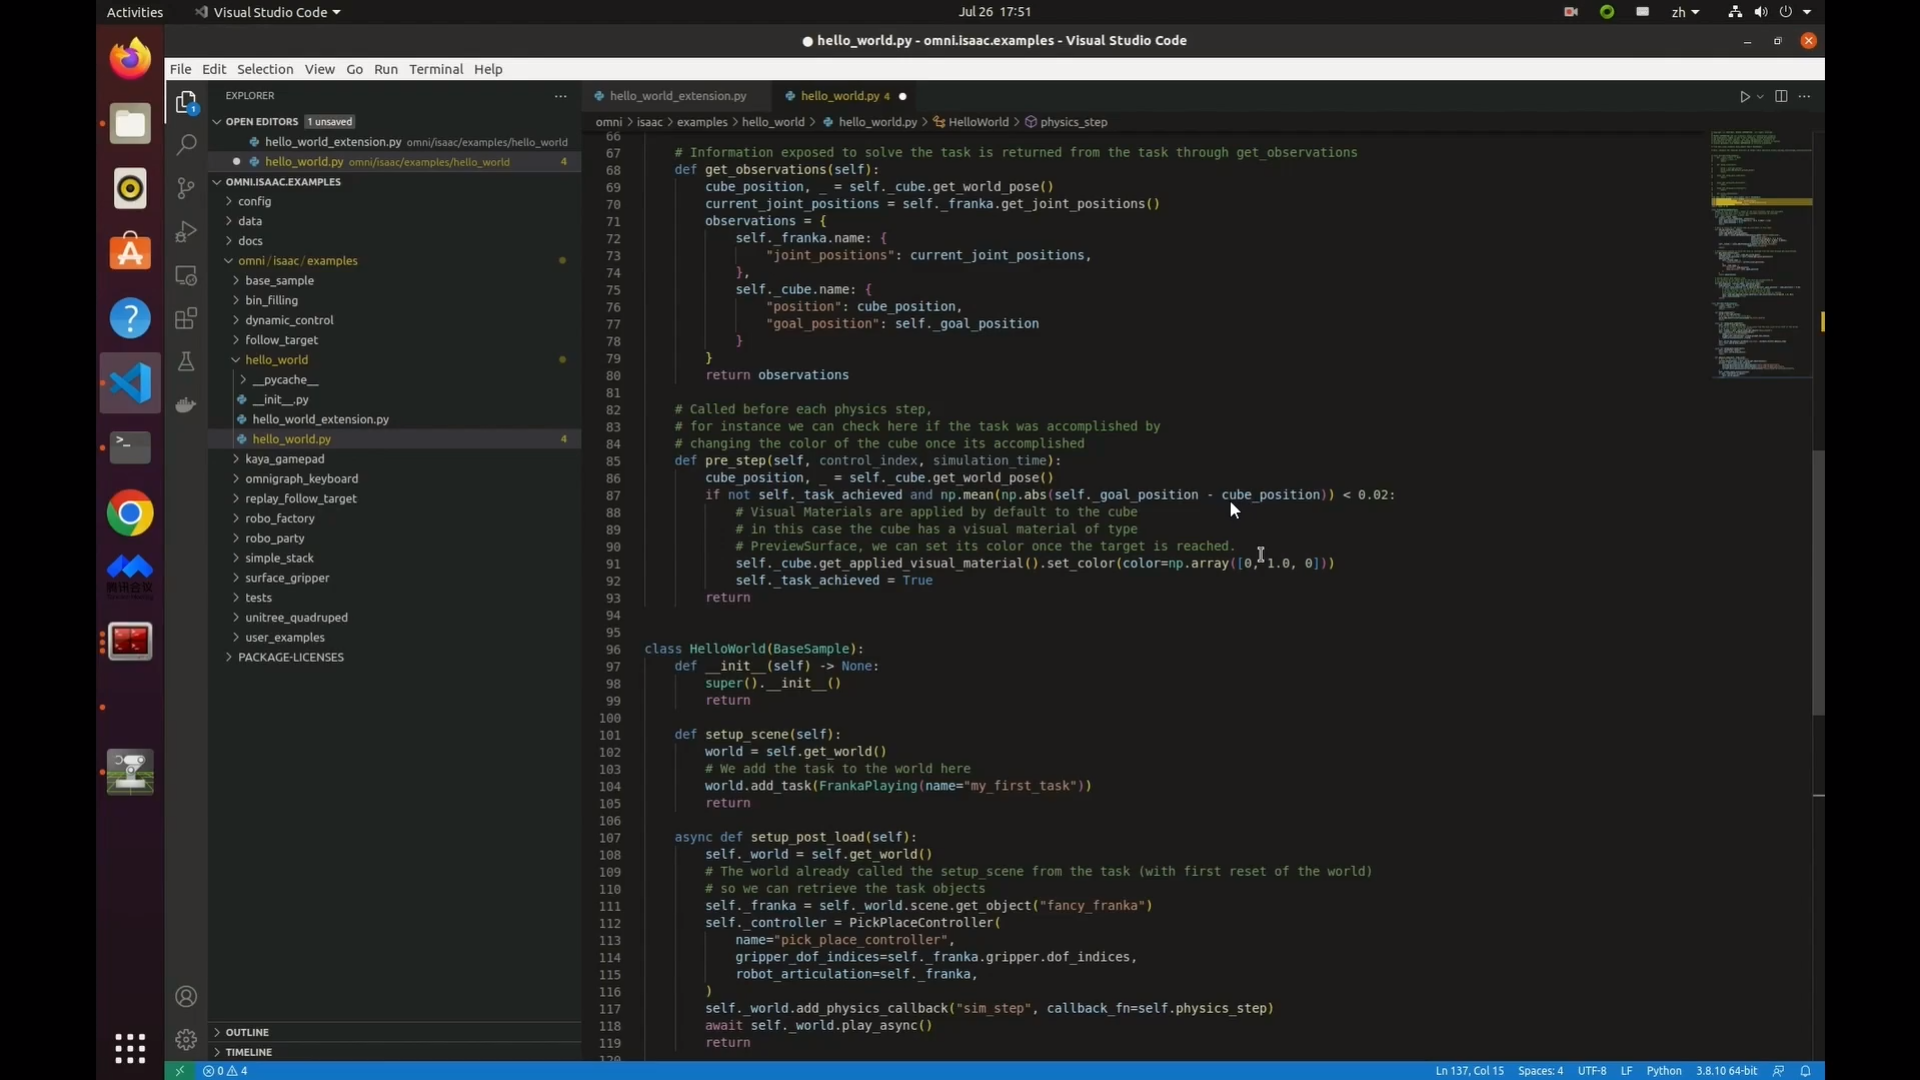 Activities
Visual Studio Code
Jul 26 17:51
zh
hello_world.py - omni.isaac.examples - Visual Studio Code
File Edit Selection View Go Run Terminal Help
EXPLORER
OPEN EDITORS 1 unsaved
hello_world_extension.py omni/isaac/examples/hello_world
hello_world.py omni/isaac/examples/hello_world 4
OMNI.ISAAC.EXAMPLES
config
data
docs
omni / isaac / examples
base_sample
bin_filling
dynamic_control
follow_target
hello_world
__pycache__
__init__.py
hello_world_extension.py
hello_world.py 4
kaya_gamepad
omnigraph_keyboard
replay_follow_target
robo_factory
robo_party
simple_stack
surface_gripper
tests
unitree_quadruped
user_examples
PACKAGE-LICENSES
OUTLINE
TIMELINE
腾讯会议
1
hello_world_extension.py
hello_world.py 4
omni > isaac > examples > hello_world > hello_world.py > HelloWorld > physics_step
66
67 # Information exposed to solve the task is returned from the task through get_observations
68 def get_observations(self):
69 cube_position, _ = self._cube.get_world_pose()
70 current_joint_positions = self._franka.get_joint_positions()
71 observations = {
72 self._franka.name: {
73 "joint_positions": current_joint_positions,
74 },
75 self._cube.name: {
76 "position": cube_position,
77 "goal_position": self._goal_position
78 }
79 }
80 return observations
81
82 # Called before each physics step,
83 # for instance we can check here if the task was accomplished by
84 # changing the color of the cube once its accomplished
85 def pre_step(self, control_index, simulation_time):
86 cube_position, _ = self._cube.get_world_pose()
87 if not self._task_achieved and np.mean(np.abs(self._goal_position - cube_position)) < 0.02:
88 # Visual Materials are applied by default to the cube
89 # in this case the cube has a visual material of type
90 # PreviewSurface, we can set its color once the target is reached.
91 self._cube.get_applied_visual_material().set_color(color=np.array([0, 1.0, 0]))
92 self._task_achieved = True
93 return
94
95
96 class HelloWorld(BaseSample):
97 def __init__(self) -> None:
98 super().__init__()
99 return
100
101 def setup_scene(self):
102 world = self.get_world()
103 # We add the task to the world here
104 world.add_task(FrankaPlaying(name="my_first_task"))
105 return
106
107 async def setup_post_load(self):
108 self._world = self.get_world()
109 # The world already called the setup_scene from the task (with first reset of the world)
110 # so we can retrieve the task objects
111 self._franka = self._world.scene.get_object("fancy_franka")
112 self._controller = PickPlaceController(
113 name="pick_place_controller",
114 gripper_dof_indices=self._franka.gripper.dof_indices,
115 robot_articulation=self._franka,
116 )
117 self._world.add_physics_callback("sim_step", callback_fn=self.physics_step)
118 await self._world.play_async()
119 return
120
0 4
Ln 137, Col 15 Spaces: 4 UTF-8 LF Python 3.8.10 64-bit